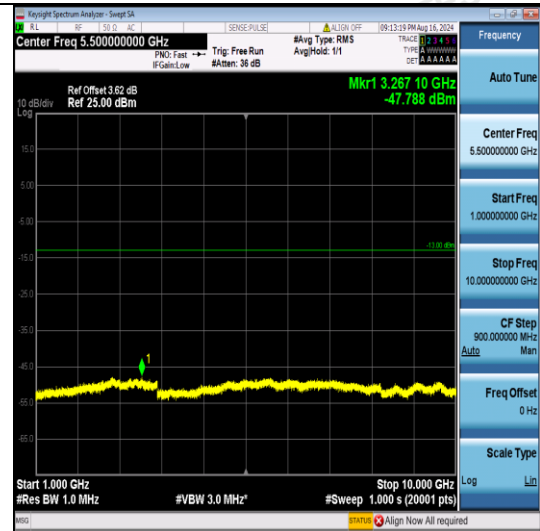 Keysight Spectrum Analyzer - Swept SA
RL RF 50 Ω AC SENSE:PULSE ALIGN OFF 09:13:19 PM Aug 16, 2024
Center Freq 5.500000000 GHz
PNO: Fast
IFGain:Low
Trig: Free Run
#Atten: 36 dB
#Avg Type: RMS
Avg|Hold: 1/1
TRACE 1 2 3 4 5 6
TYPE A WWWWW
DET A A A A A A
Frequency
Mkr1 3.267 10 GHz
-47.788 dBm
Ref Offset 3.62 dB
10 dB/div Ref 25.00 dBm
Log
15.0
5.00
-5.00
-15.0
-25.0
-35.0
-45.0
-55.0
-65.0
-13.00 dBm
1
Start 1.000 GHz
Stop 10.000 GHz
#Res BW 1.0 MHz
#VBW 3.0 MHz*
#Sweep 1.000 s (20001 pts)
Auto Tune
Center Freq
5.500000000 GHz
Start Freq
1.000000000 GHz
Stop Freq
10.000000000 GHz
CF Step
900.000000 MHz
Auto Man
Freq Offset
0 Hz
Scale Type
Log Lin
MSG
STATUS Align Now All required